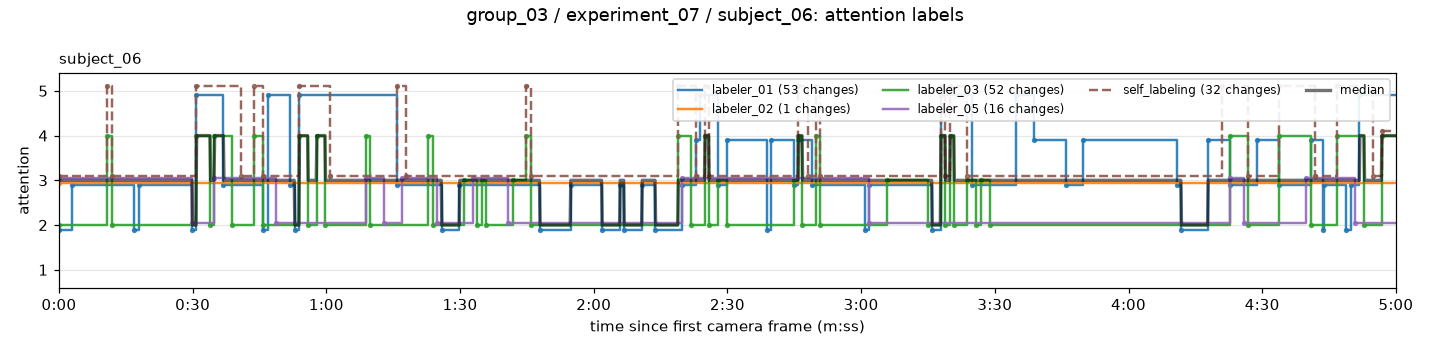 group_03 / experiment_07 / subject_06: attention labels
subject_06
labeler_01 (53 changes)
labeler_02 (1 changes)
labeler_03 (52 changes)
labeler_05 (16 changes)
self_labeling (32 changes)
median
attention
5
4
3
2
1
0:00 0:30 1:00 1:30 2:00 2:30 3:00 3:30 4:00 4:30 5:00
time since first camera frame (m:ss)